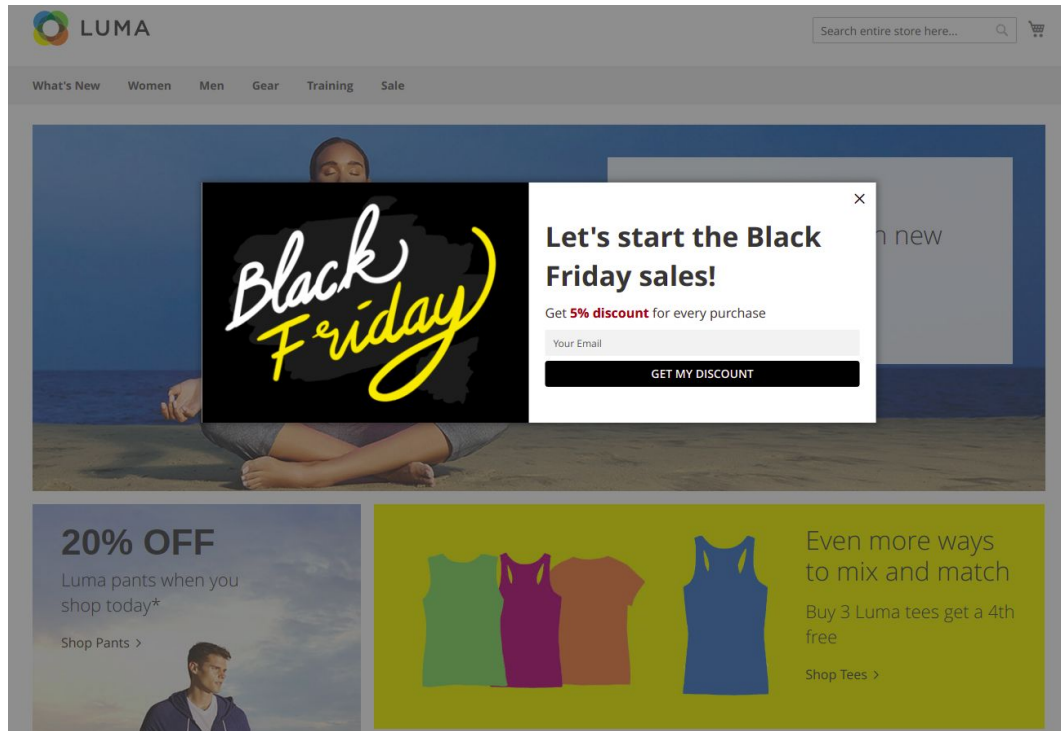 LUMA
Search entire store here...
What's New Women Men Gear Training Sale
n new
Black
Friday
Let's start the Black
Friday sales!
Get 5% discount for every purchase
Your Email
GET MY DISCOUNT
20% OFF
Luma pants when you
shop today*
Shop Pants >
Even more ways
to mix and match
Buy 3 Luma tees get a 4th
free
Shop Tees >